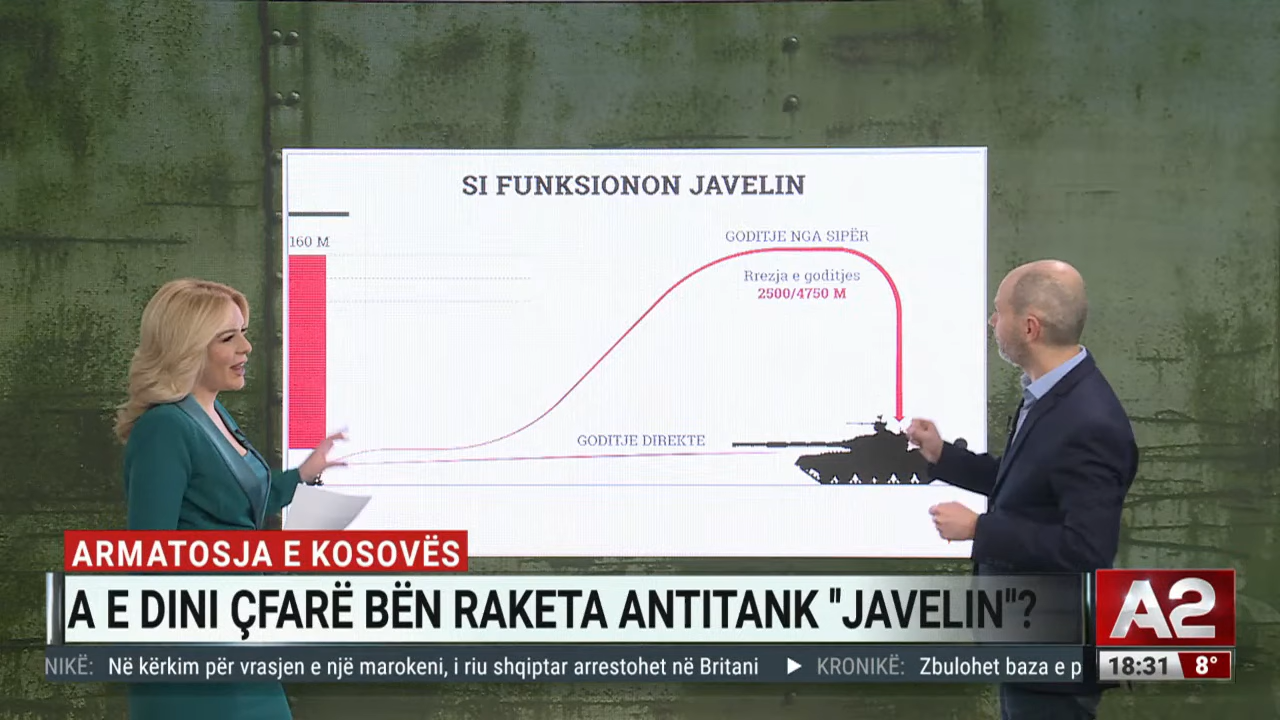 SI FUNKSIONON JAVELIN
160 M
GODITJE NGA SIPËR
Rrezja e goditjes
2500/4750 M
GODITJE DIREKTE
ARMATOSJA E KOSOVËS
A E DINI ÇFARË BËN RAKETA ANTITANK "JAVELIN"?
A2
NIKË: Në kërkim për vrasjen e një marokeni, i riu shqiptar arrestohet në Britani ▶ KRONIKË: Zbulohet baza e p
18:31 8°